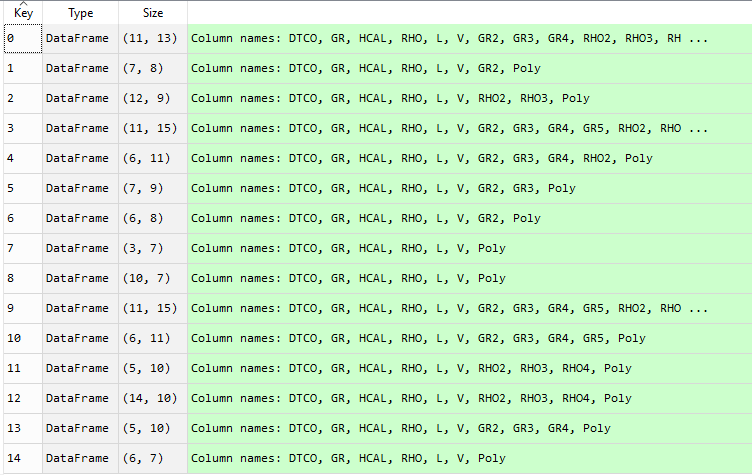 Key Type Size
0 DataFrame (11, 13) Column names: DTCO, GR, HCAL, RHO, L, V, GR2, GR3, GR4, RHO2, RHO3, RH ...
1 DataFrame (7, 8) Column names: DTCO, GR, HCAL, RHO, L, V, GR2, Poly
2 DataFrame (12, 9) Column names: DTCO, GR, HCAL, RHO, L, V, RHO2, RHO3, Poly
3 DataFrame (11, 15) Column names: DTCO, GR, HCAL, RHO, L, V, GR2, GR3, GR4, GR5, RHO2, RHO ...
4 DataFrame (6, 11) Column names: DTCO, GR, HCAL, RHO, L, V, GR2, GR3, GR4, RHO2, Poly
5 DataFrame (7, 9) Column names: DTCO, GR, HCAL, RHO, L, V, GR2, GR3, Poly
6 DataFrame (6, 8) Column names: DTCO, GR, HCAL, RHO, L, V, GR2, Poly
7 DataFrame (3, 7) Column names: DTCO, GR, HCAL, RHO, L, V, Poly
8 DataFrame (10, 7) Column names: DTCO, GR, HCAL, RHO, L, V, Poly
9 DataFrame (11, 15) Column names: DTCO, GR, HCAL, RHO, L, V, GR2, GR3, GR4, GR5, RHO2, RHO ...
10 DataFrame (6, 11) Column names: DTCO, GR, HCAL, RHO, L, V, GR2, GR3, GR4, GR5, Poly
11 DataFrame (5, 10) Column names: DTCO, GR, HCAL, RHO, L, V, RHO2, RHO3, RHO4, Poly
12 DataFrame (14, 10) Column names: DTCO, GR, HCAL, RHO, L, V, RHO2, RHO3, RHO4, Poly
13 DataFrame (5, 10) Column names: DTCO, GR, HCAL, RHO, L, V, GR2, GR3, GR4, Poly
14 DataFrame (6, 7) Column names: DTCO, GR, HCAL, RHO, L, V, Poly